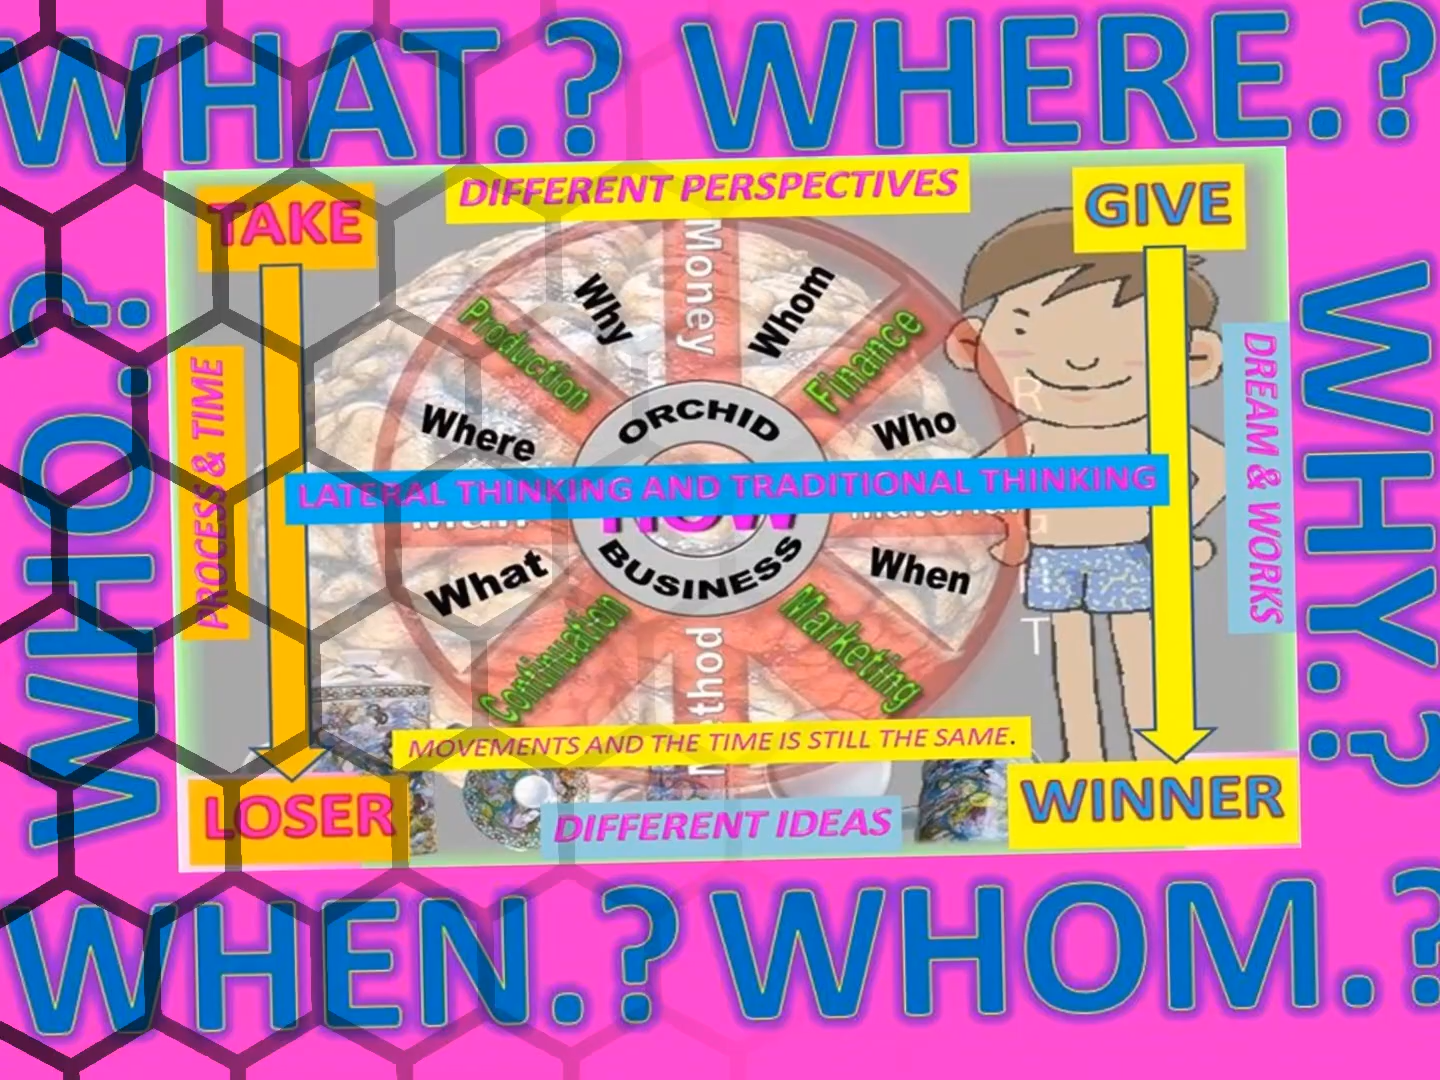 WHAT.? WHERE.?
WHO..?
WHY.?
WHEN.? WHOM.?
DIFFERENT PERSPECTIVES
TAKE
GIVE
PROCESS & TIME
DREAM & WORKS
Money
Why
Whom
Production
Finance
Where
Who
ORCHID
LATERAL THINKING AND TRADITIONAL THINKING
HOW
BUSINESS
What
When
Continuation
Marketing
Method
MOVEMENTS AND THE TIME IS STILL THE SAME.
LOSER
WINNER
DIFFERENT IDEAS